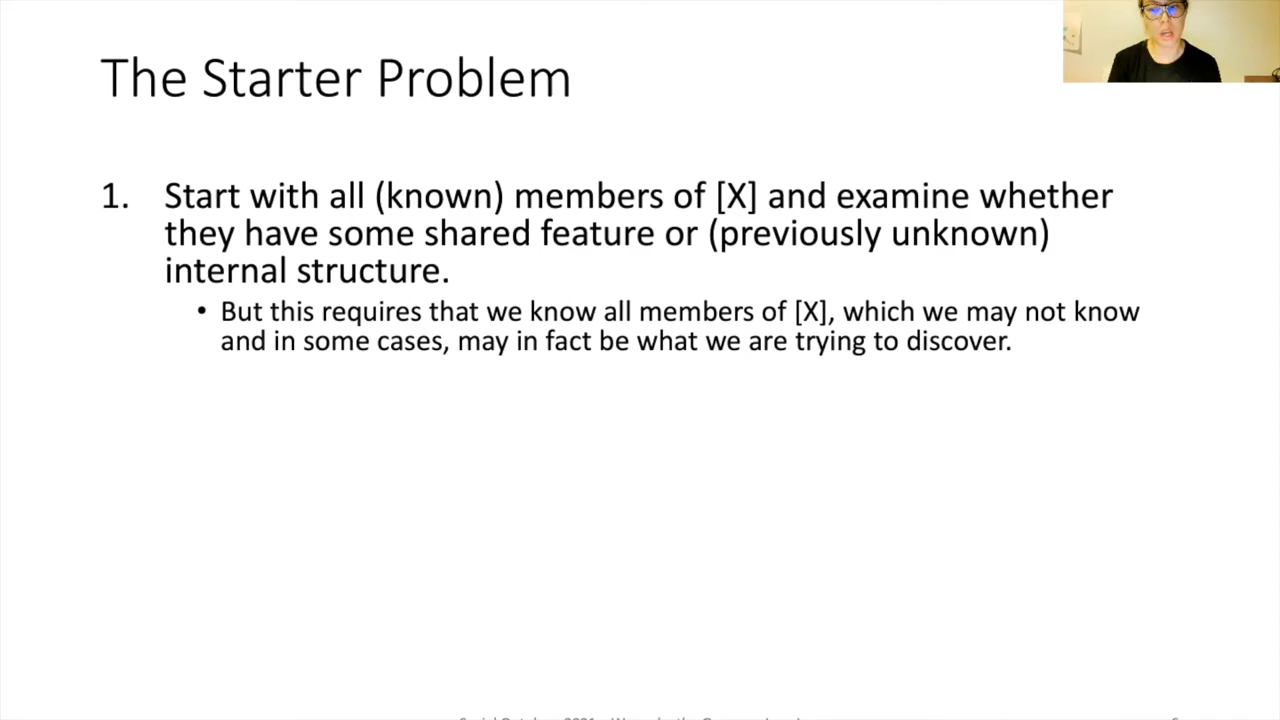 The Starter Problem
1. Start with all (known) members of [X] and examine whether
they have some shared feature or (previously unknown)
internal structure.
• But this requires that we know all members of [X], which we may not know
and in some cases, may in fact be what we are trying to discover.